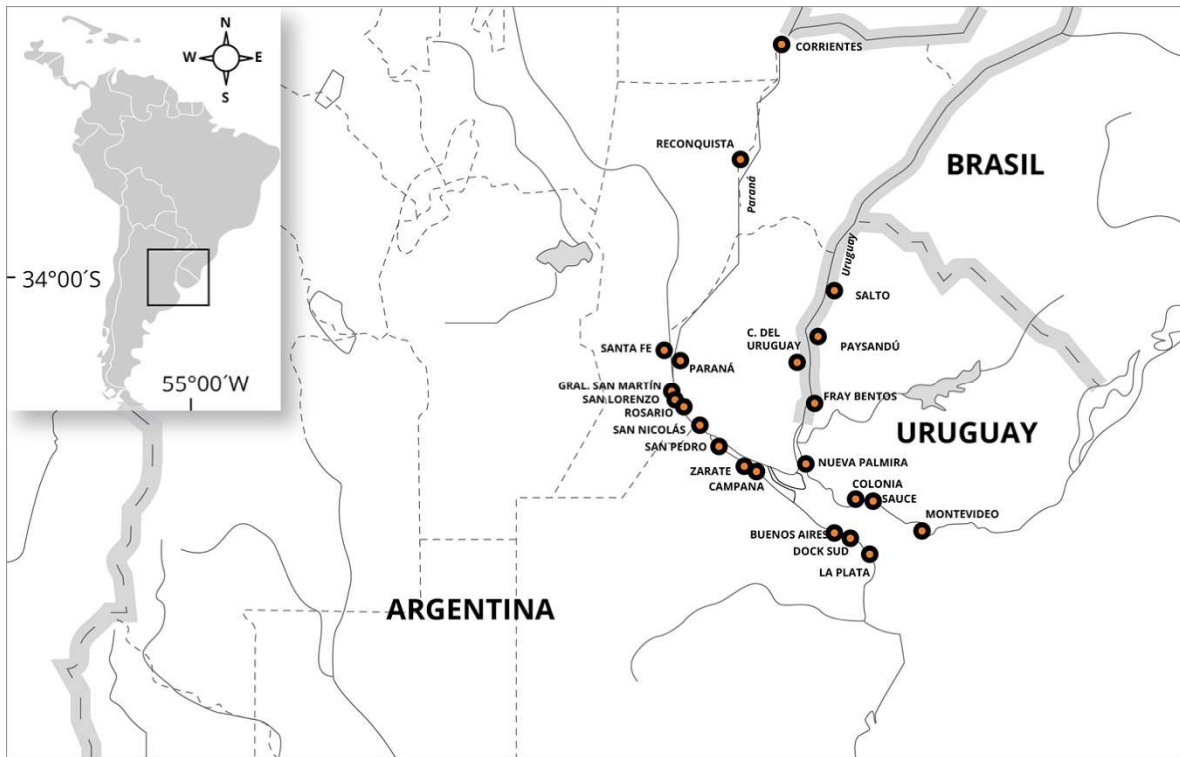 N
W
E
S
34°00´S
55°00´W
CORRIENTES
RECONQUISTA
Paraná
BRASIL
Uruguay
SALTO
C. DEL
URUGUAY
PAYSANDÚ
SANTA FE
PARANÁ
GRAL. SAN MARTÍN
SAN LORENZO
ROSARIO
FRAY BENTOS
SAN NICOLÁS
URUGUAY
SAN PEDRO
ZARATE
CAMPANA
NUEVA PALMIRA
COLONIA
SAUCE
MONTEVIDEO
BUENOS AIRES
DOCK SUD
LA PLATA
ARGENTINA